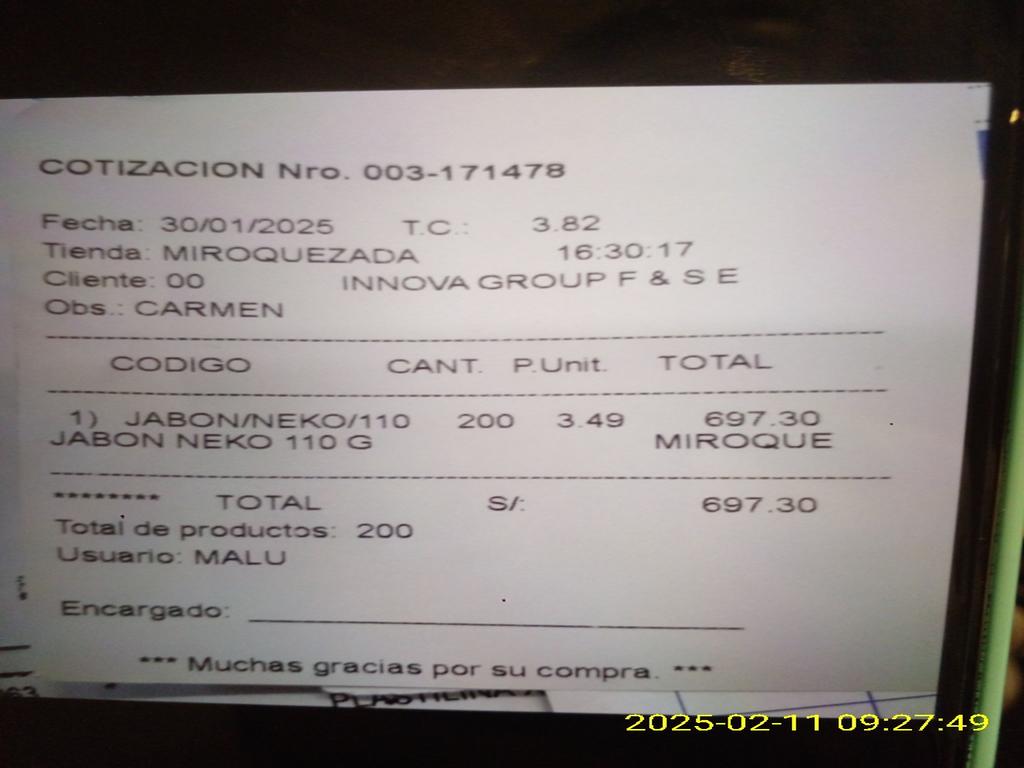 COTIZACION Nro. 003-171478
Fecha: 30/01/2025 T.C.: 3.82
Tienda: MIROQUEZADA 16:30:17
Cliente: 00 INNOVA GROUP F & S E
Obs.: CARMEN
--------------------------------------------------------------------------------
CODIGO CANT. P.Unit. TOTAL
--------------------------------------------------------------------------------
1) JABON/NEKO/110 200 3.49 697.30
JABON NEKO 110 G MIROQUE
--------------------------------------------------------------------------------
******** TOTAL S/: 697.30
Total de productos: 200
Usuario: MALU
Encargado: ______________________________
*** Muchas gracias por su compra. ***
2025-02-11 09:27:49